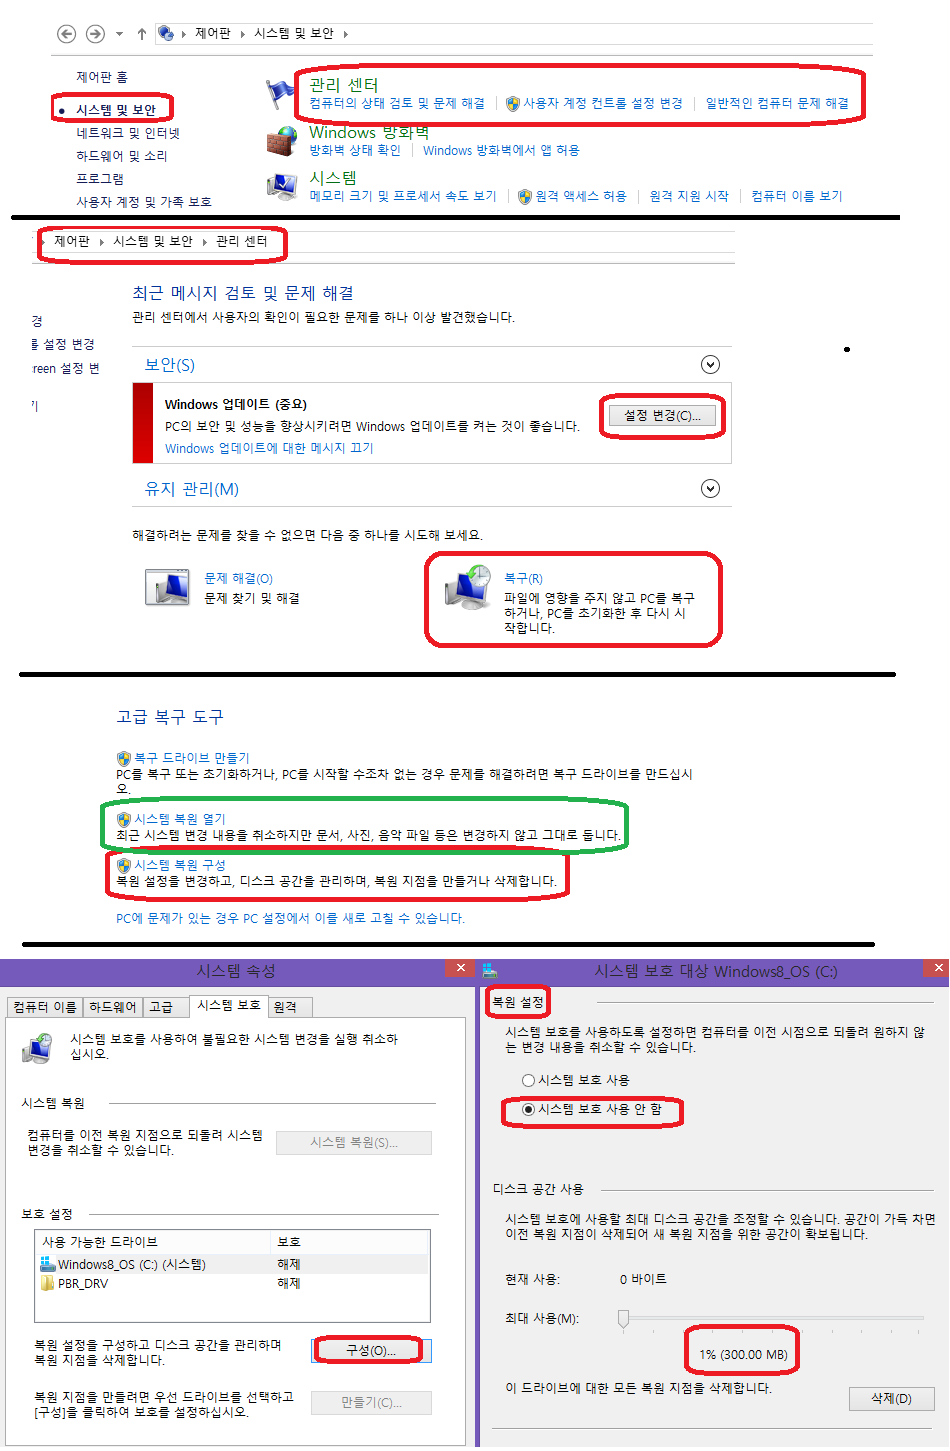 제어판 시스템 및 보안
제어판 홈
시스템 및 보안
네트워크 및 인터넷
하드웨어 및 소리
프로그램
사용자 계정 및 가족 보호
관리 센터
컴퓨터의 상태 검토 및 문제 해결 사용자 계정 컨트롤 설정 변경 일반적인 컴퓨터 문제 해결
Windows 방화벽
방화벽 상태 확인 Windows 방화벽에서 앱 허용
시스템
메모리 크기 및 프로세서 속도 보기 원격 액세스 허용 원격 지원 시작 컴퓨터 이름 보기
제어판 시스템 및 보안 관리 센터
경
를 설정 변경
creen 설정 변
기
최근 메시지 검토 및 문제 해결
관리 센터에서 사용자의 확인이 필요한 문제를 하나 이상 발견했습니다.
보안(S)
Windows 업데이트 (중요)
PC의 보안 및 성능을 향상시키려면 Windows 업데이트를 켜는 것이 좋습니다.
설정 변경(C)...
Windows 업데이트에 대한 메시지 끄기
유지 관리(M)
해결하려는 문제를 찾을 수 없으면 다음 중 하나를 시도해 보세요.
문제 해결(O)
문제 찾기 및 해결
복구(R)
파일에 영향을 주지 않고 PC를 복구
하거나, PC를 초기화한 후 다시 시
작합니다.
고급 복구 도구
복구 드라이브 만들기
PC를 복구 또는 초기화하거나, PC를 시작할 수조차 없는 경우 문제를 해결하려면 복구 드라이브를 만드십시
오.
시스템 복원 열기
최근 시스템 변경 내용을 취소하지만 문서, 사진, 음악 파일 등은 변경하지 않고 그대로 둡니다.
시스템 복원 구성
복원 설정을 변경하고, 디스크 공간을 관리하며, 복원 지점을 만들거나 삭제합니다.
PC에 문제가 있는 경우 PC 설정에서 이를 새로 고칠 수 있습니다.
시스템 속성
컴퓨터 이름 하드웨어 고급 시스템 보호 원격
시스템 보호를 사용하여 불필요한 시스템 변경을 실행 취소하
십시오.
시스템 복원
컴퓨터를 이전 복원 지점으로 되돌려 시스템
변경을 취소할 수 있습니다.
시스템 복원(S)...
보호 설정
사용 가능한 드라이브 보호
Windows8_OS (C:) (시스템) 해제
PBR_DRV 해제
복원 설정을 구성하고 디스크 공간을 관리하며
복원 지점을 삭제합니다.
구성(O)...
복원 지점을 만들려면 우선 드라이브를 선택하고
[구성]을 클릭하여 보호를 설정하십시오.
만들기(C)...
시스템 보호 대상 Windows8_OS (C:)
복원 설정
시스템 보호를 사용하도록 설정하면 컴퓨터를 이전 시점으로 되돌려 원하지 않
는 변경 내용을 취소할 수 있습니다.
시스템 보호 사용
시스템 보호 사용 안 함
디스크 공간 사용
시스템 보호에 사용할 최대 디스크 공간을 조정할 수 있습니다. 공간이 가득 차면
이전 복원 지점이 삭제되어 새 복원 지점을 위한 공간이 확보됩니다.
현재 사용: 0 바이트
최대 사용(M):
1% (300.00 MB)
이 드라이브에 대한 모든 복원 지점을 삭제합니다.
삭제(D)